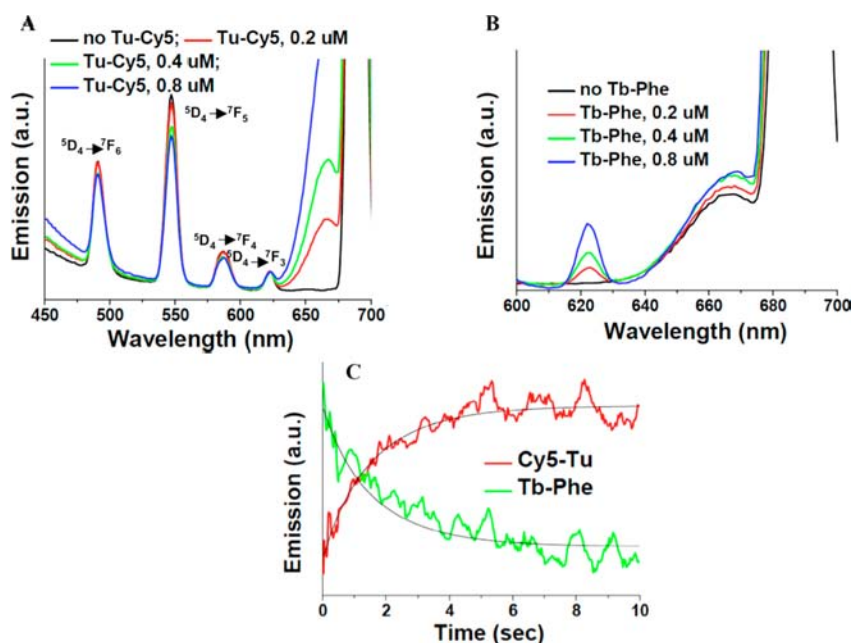 A
no Tu-Cy5; Tu-Cy5, 0.2 uM
Tu-Cy5, 0.4 uM;
Tu-Cy5, 0.8 uM
⁵D₄→⁷F₆
⁵D₄→⁷F₅
⁵D₄→⁷F₄
⁵D₄→⁷F₃
Emission (a.u.)
450 500 550 600 650 700
Wavelength (nm)
B
no Tb-Phe
Tb-Phe, 0.2 uM
Tb-Phe, 0.4 uM
Tb-Phe, 0.8 uM
Emission (a.u.)
600 620 640 660 680 700
Wavelength (nm)
C
Cy5-Tu
Tb-Phe
Emission (a.u.)
0 2 4 6 8 10
Time (sec)